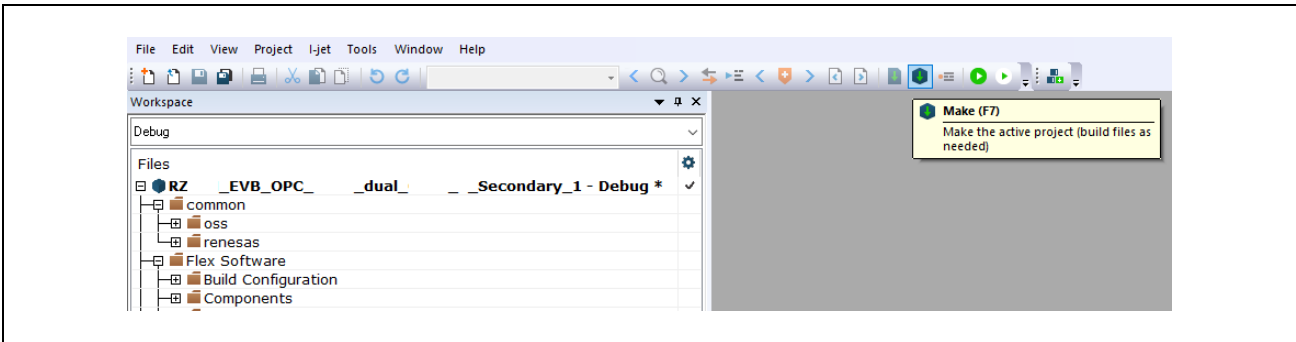 File Edit View Project I-jet Tools Window Help
Workspace
Debug
Files
RZ _EVB_OPC_ _dual_ _ _Secondary_1 - Debug *
common
oss
renesas
Flex Software
Build Configuration
Components
Make (F7)
Make the active project (build files as
needed)